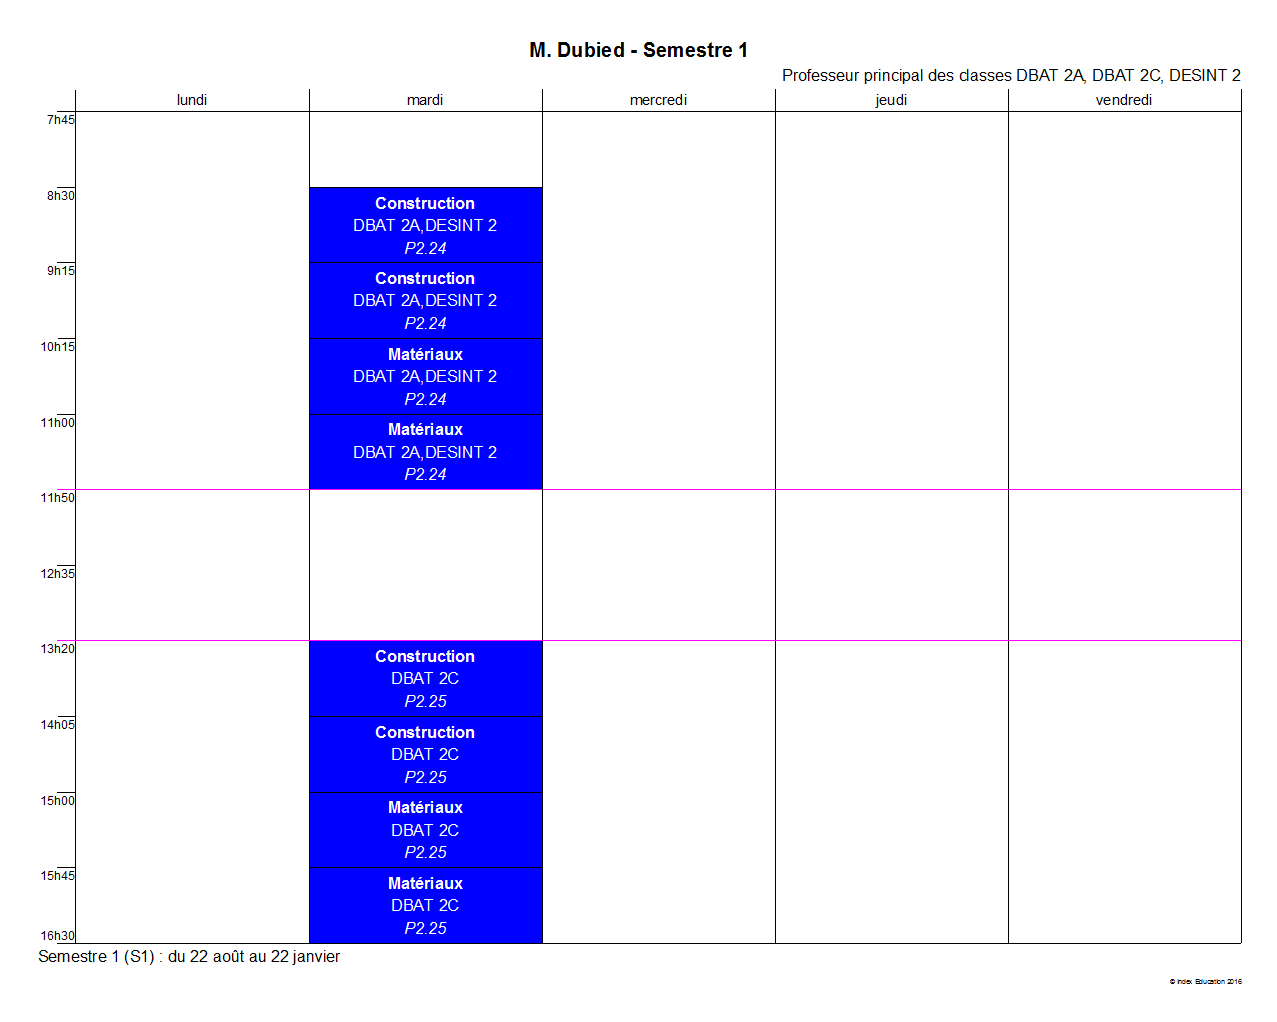 M. Dubied - Semestre 1
Professeur principal des classes DBAT 2A, DBAT 2C, DESINT 2
lundi mardi mercredi jeudi vendredi
7h45
8h30
Construction
DBAT 2A,DESINT 2
P2.24
9h15
Construction
DBAT 2A,DESINT 2
P2.24
10h15
Matériaux
DBAT 2A,DESINT 2
P2.24
11h00
Matériaux
DBAT 2A,DESINT 2
P2.24
11h50
12h35
13h20
Construction
DBAT 2C
P2.25
14h05
Construction
DBAT 2C
P2.25
15h00
Matériaux
DBAT 2C
P2.25
15h45
Matériaux
DBAT 2C
P2.25
16h30
Semestre 1 (S1) : du 22 août au 22 janvier
© Index Education 2016